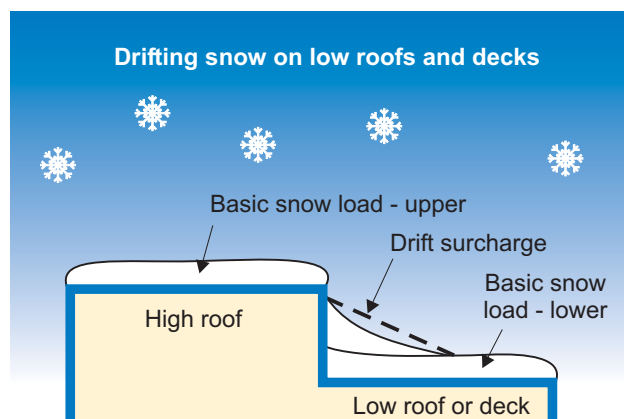 Drifting snow on low roofs and decks
Basic snow load - upper
Drift surcharge
Basic snow
load - lower
High roof
Low roof or deck